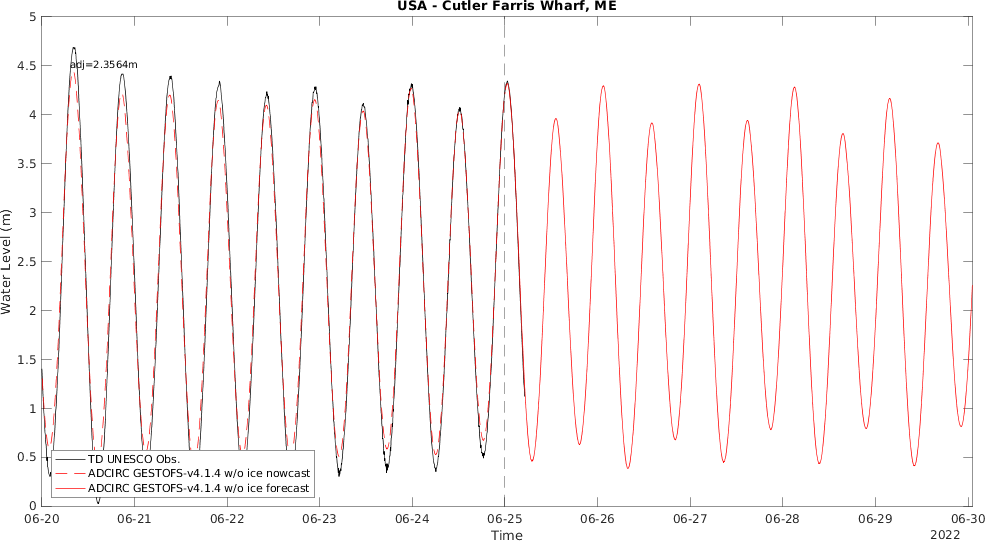 USA - Cutler Farris Wharf, ME
adj=2.3564m
Water Level (m)
5
4.5
4
3.5
3
2.5
2
1.5
1
0.5
0
TD UNESCO Obs.
ADCIRC GESTOFS-v4.1.4 w/o ice nowcast
ADCIRC GESTOFS-v4.1.4 w/o ice forecast
06-20 06-21 06-22 06-23 06-24 06-25 06-26 06-27 06-28 06-29 06-30
Time
2022